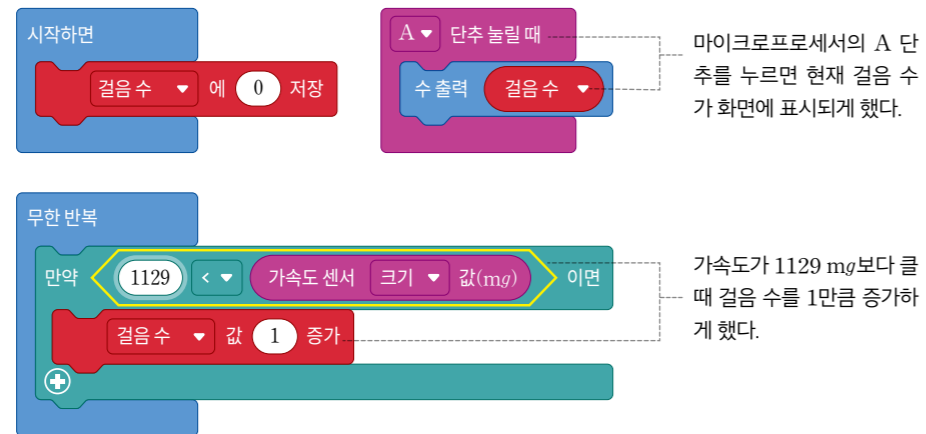 시작하면
걸음 수 에 0 저장
A 단추 눌릴 때
수 출력 걸음 수
마이크로프로세서의 A 단
추를 누르면 현재 걸음 수
가 화면에 표시되게 했다.
무한 반복
만약 1129 < 가속도 센서 크기 값(mg) 이면
걸음 수 값 1 증가
가속도가 1129 mg보다 클
때 걸음 수를 1만큼 증가하
게 했다.